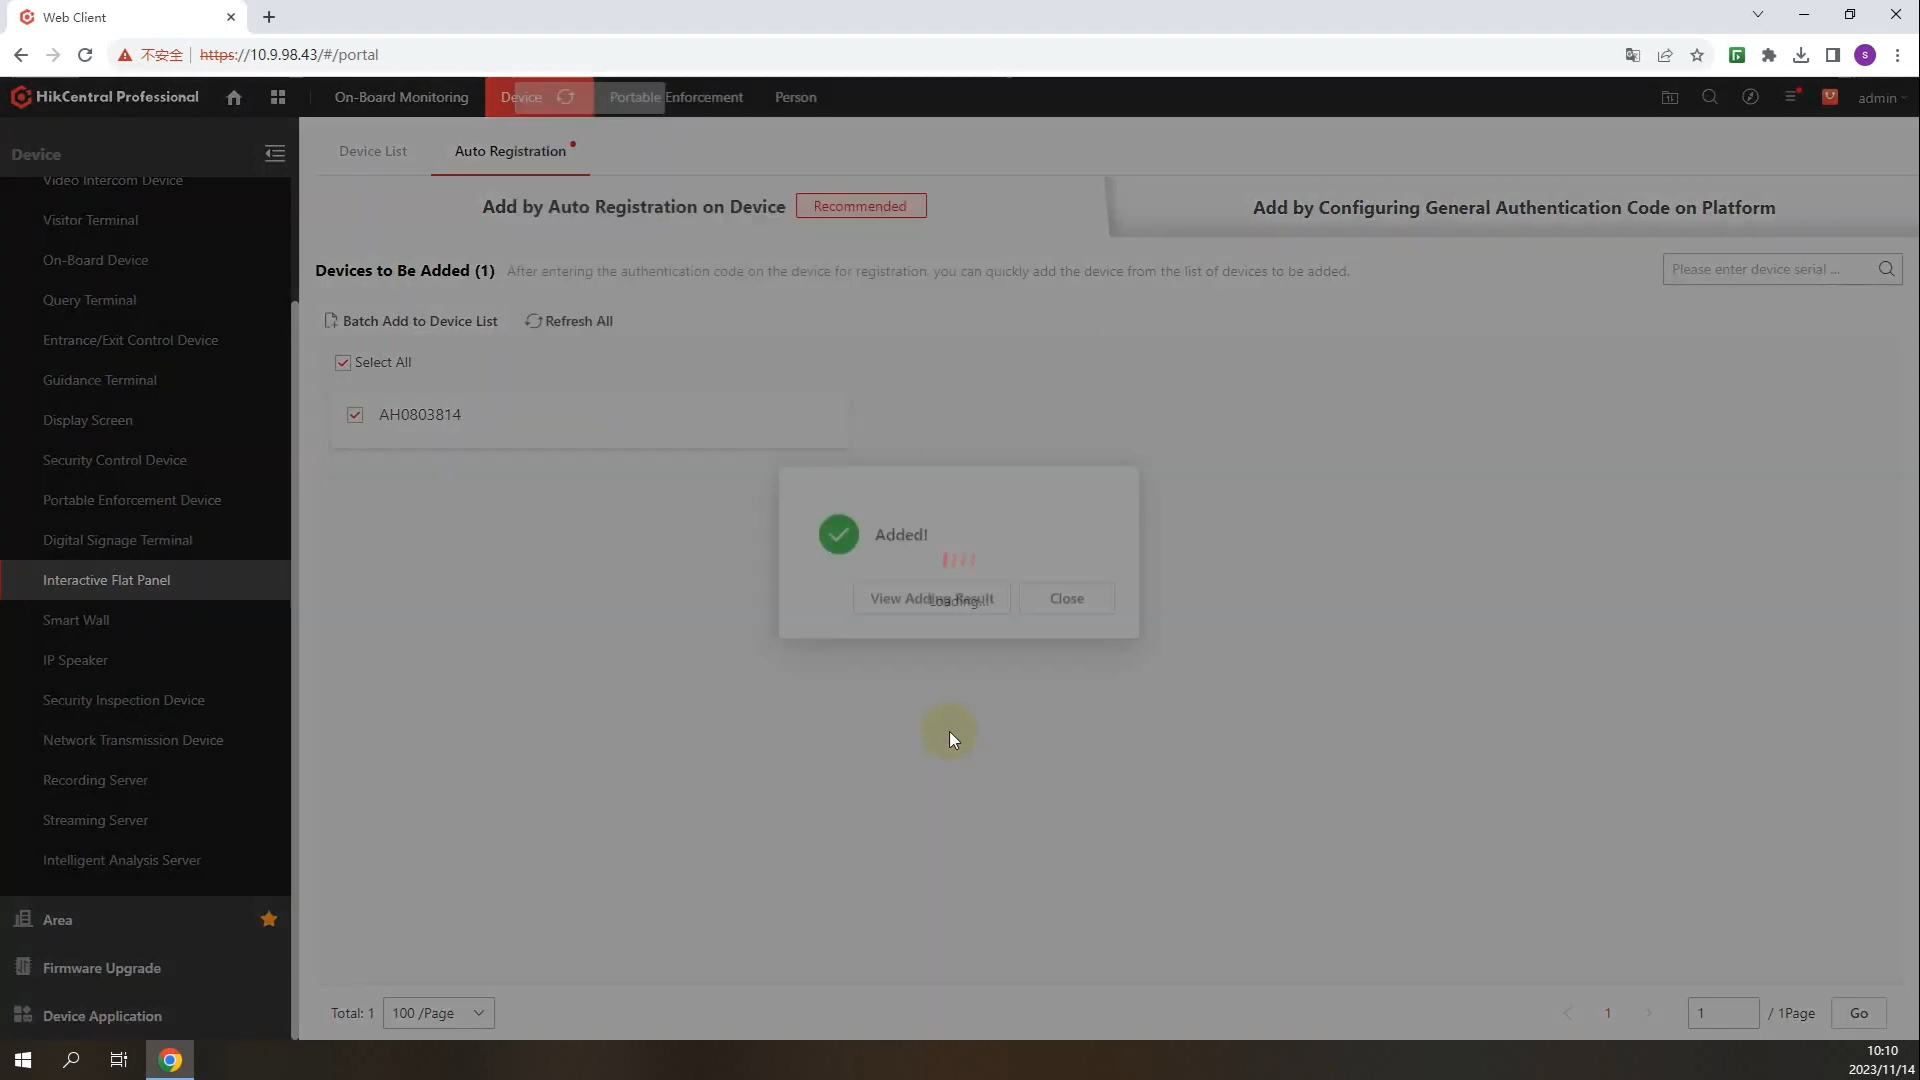 Web Client
不安全 https://10.9.98.43/#/portal
S
HikCentral Professional
On-Board Monitoring
Device
Portable Enforcement
Person
admin
Device
Video Intercom Device
Visitor Terminal
On-Board Device
Query Terminal
Entrance/Exit Control Device
Guidance Terminal
Display Screen
Security Control Device
Portable Enforcement Device
Digital Signage Terminal
Interactive Flat Panel
Smart Wall
IP Speaker
Security Inspection Device
Network Transmission Device
Recording Server
Streaming Server
Intelligent Analysis Server
Area
Firmware Upgrade
Device Application
Device List
Auto Registration
Add by Auto Registration on Device
Recommended
Add by Configuring General Authentication Code on Platform
Devices to Be Added (1) After entering the authentication code on the device for registration, you can quickly add the device from the list of devices to be added.
Please enter device serial ...
Batch Add to Device List
Refresh All
Select All
AH0803814
Added!
View Adding Result
Loading...
Close
Total: 1
100 /Page
1
1
/ 1Page
Go
10:10
2023/11/14